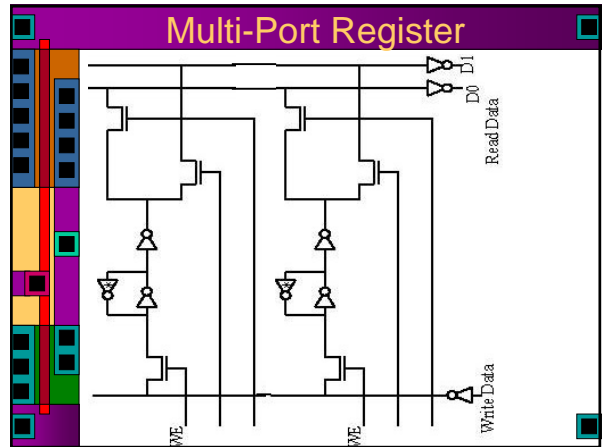 Multi-Port Register
D1
D0
Read Data
Write Data
WE
WE